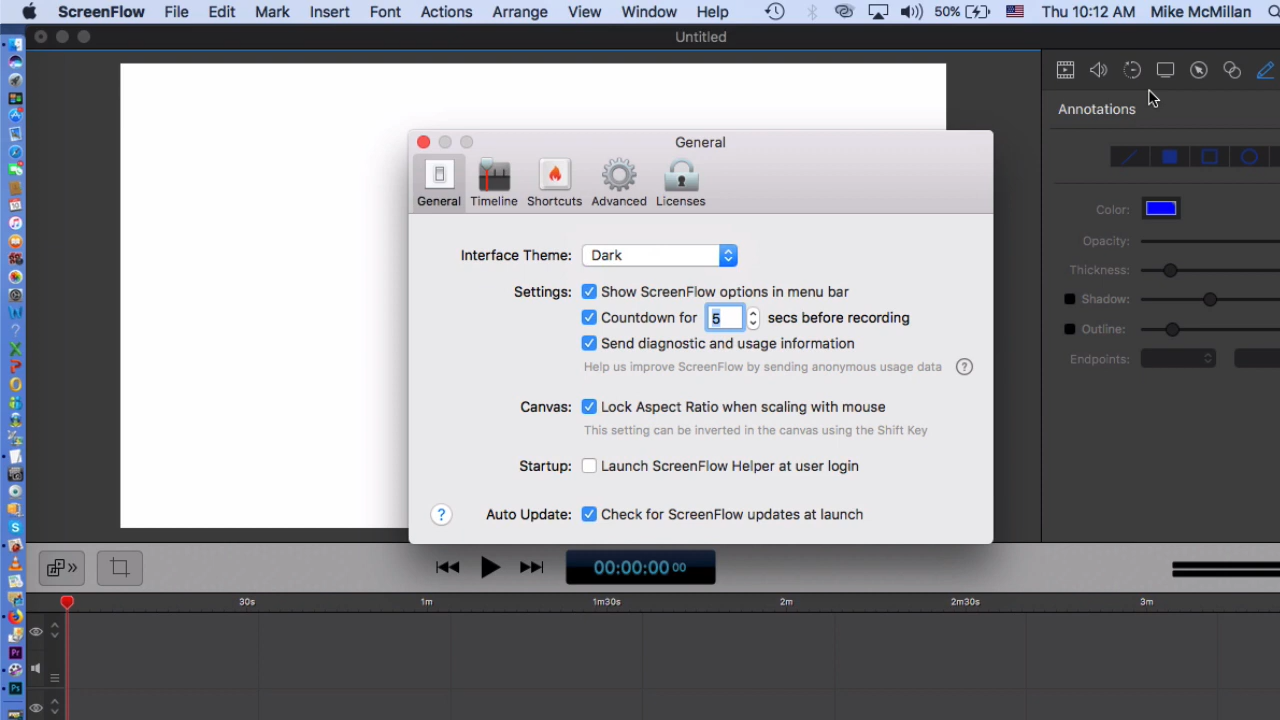 ScreenFlow File Edit Mark Insert Font Actions Arrange View Window Help 50% Thu 10:12 AM Mike McMillan
Untitled
Annotations
General
General Timeline Shortcuts Advanced Licenses
Color:
Opacity:
Thickness:
Shadow:
Outline:
Endpoints:
Interface Theme: Dark
Settings: Show ScreenFlow options in menu bar
Countdown for 5 secs before recording
Send diagnostic and usage information
Help us improve ScreenFlow by sending anonymous usage data ?
Canvas: Lock Aspect Ratio when scaling with mouse
This setting can be inverted in the canvas using the Shift Key
Startup: Launch ScreenFlow Helper at user login
? Auto Update: Check for ScreenFlow updates at launch
00:00:00 00
30s 1m 1m30s 2m 2m30s 3m
Pr
Ps